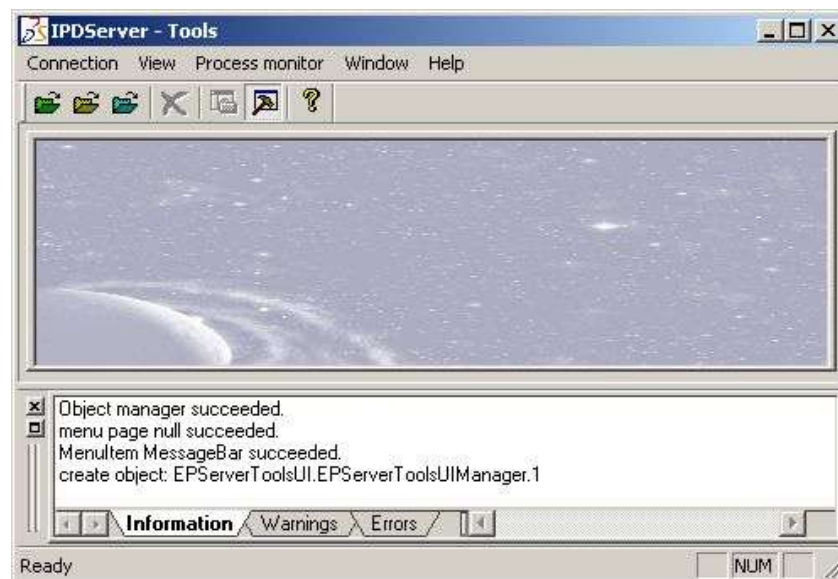 IPDServer - Tools
Connection View Process monitor Window Help
Object manager succeeded.
menu page null succeeded.
MenuItem MessageBar succeeded.
create object: EPServerToolsUI.EPServerToolsUIManager.1
Information Warnings Errors
Ready NUM